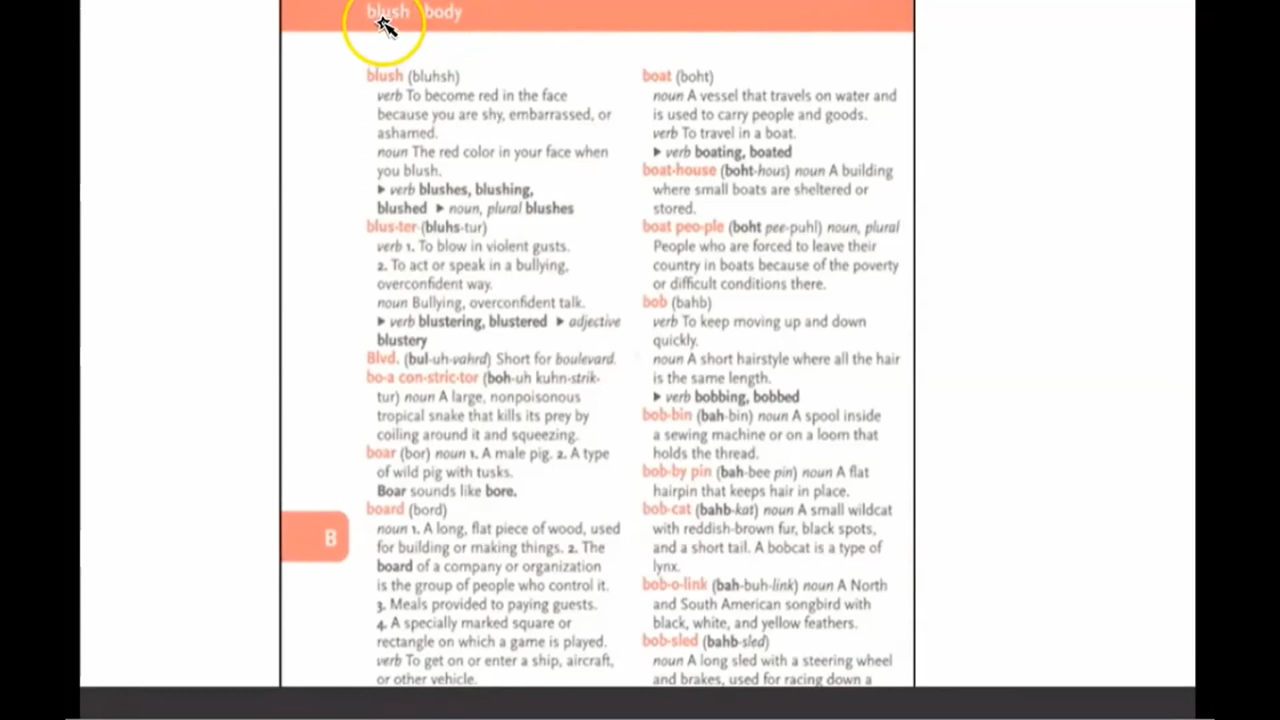 blush body
blush (bluhsh)
verb To become red in the face
because you are shy, embarrassed, or
ashamed.
noun The red color in your face when
you blush.
► verb blushes, blushing,
blushed ► noun, plural blushes
blus·ter (bluhs-tur)
verb 1. To blow in violent gusts.
2. To act or speak in a bullying,
overconfident way.
noun Bullying, overconfident talk.
► verb blustering, blustered ► adjective
blustery
Blvd. (bul-uh-vahrd) Short for boulevard.
bo·a con·stric·tor (boh-uh kuhn-strik-
tur) noun A large, nonpoisonous
tropical snake that kills its prey by
coiling around it and squeezing.
boar (bor) noun 1. A male pig. 2. A type
of wild pig with tusks.
Boar sounds like bore.
board (bord)
noun 1. A long, flat piece of wood, used
for building or making things. 2. The
board of a company or organization
is the group of people who control it.
3. Meals provided to paying guests.
4. A specially marked square or
rectangle on which a game is played.
verb To get on or enter a ship, aircraft,
or other vehicle.
B
boat (boht)
noun A vessel that travels on water and
is used to carry people and goods.
verb To travel in a boat.
► verb boating, boated
boat·house (boht-hous) noun A building
where small boats are sheltered or
stored.
boat peo·ple (boht pee-puhl) noun, plural
People who are forced to leave their
country in boats because of the poverty
or difficult conditions there.
bob (bahb)
verb To keep moving up and down
quickly.
noun A short hairstyle where all the hair
is the same length.
► verb bobbing, bobbed
bob·bin (bah-bin) noun A spool inside
a sewing machine or on a loom that
holds the thread.
bob·by pin (bah-bee pin) noun A flat
hairpin that keeps hair in place.
bob·cat (bahb-kat) noun A small wildcat
with reddish-brown fur, black spots,
and a short tail. A bobcat is a type of
lynx.
bob·o·link (bah-buh-link) noun A North
and South American songbird with
black, white, and yellow feathers.
bob·sled (bahb-sled)
noun A long sled with a steering wheel
and brakes, used for racing down a